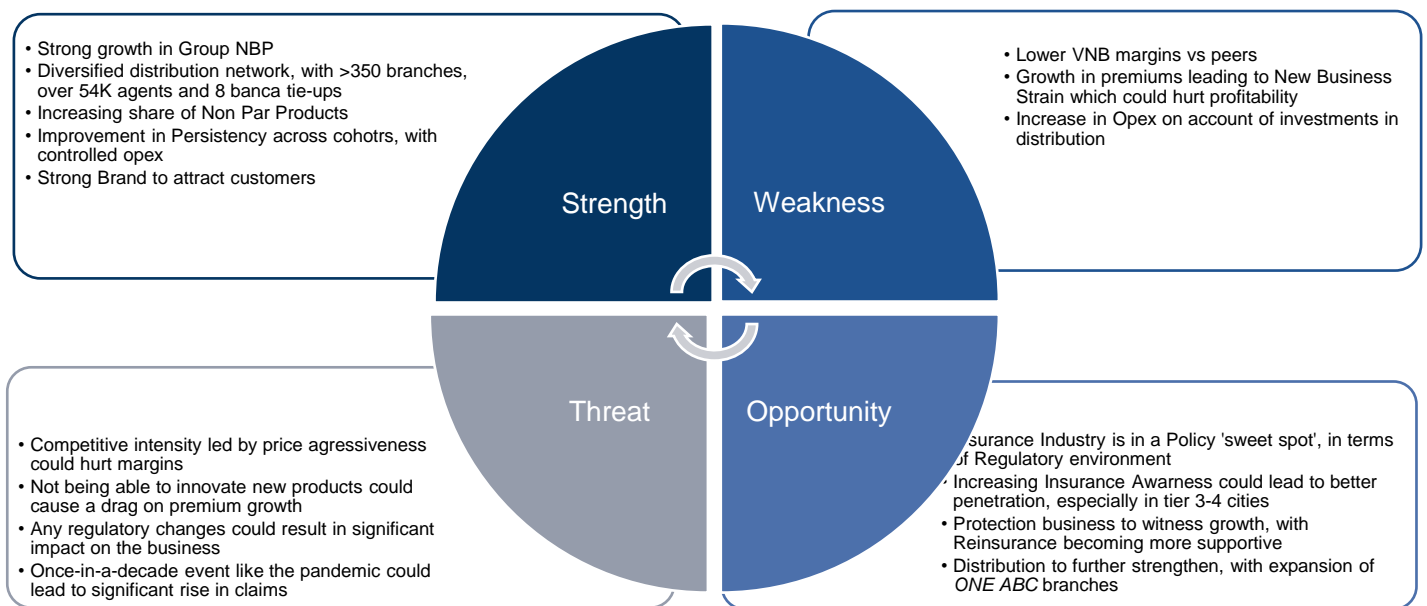 • Strong growth in Group NBP
• Diversified distribution network, with >350 branches,
over 54K agents and 8 banca tie-ups
• Increasing share of Non Par Products
• Improvement in Persistency across cohotrs, with
controlled opex
• Strong Brand to attract customers
Strength
Weakness
• Lower VNB margins vs peers
• Growth in premiums leading to New Business
Strain which could hurt profitability
• Increase in Opex on account of investments in
distribution
Threat
Opportunity
• Competitive intensity led by price agressiveness
could hurt margins
• Not being able to innovate new products could
cause a drag on premium growth
• Any regulatory changes could result in significant
impact on the business
• Once-in-a-decade event like the pandemic could
lead to significant rise in claims
nsurance Industry is in a Policy 'sweet spot', in terms
of Regulatory environment
• Increasing Insurance Awarness could lead to better
penetration, especially in tier 3-4 cities
• Protection business to witness growth, with
Reinsurance becoming more supportive
• Distribution to further strengthen, with expansion of
ONE ABC branches